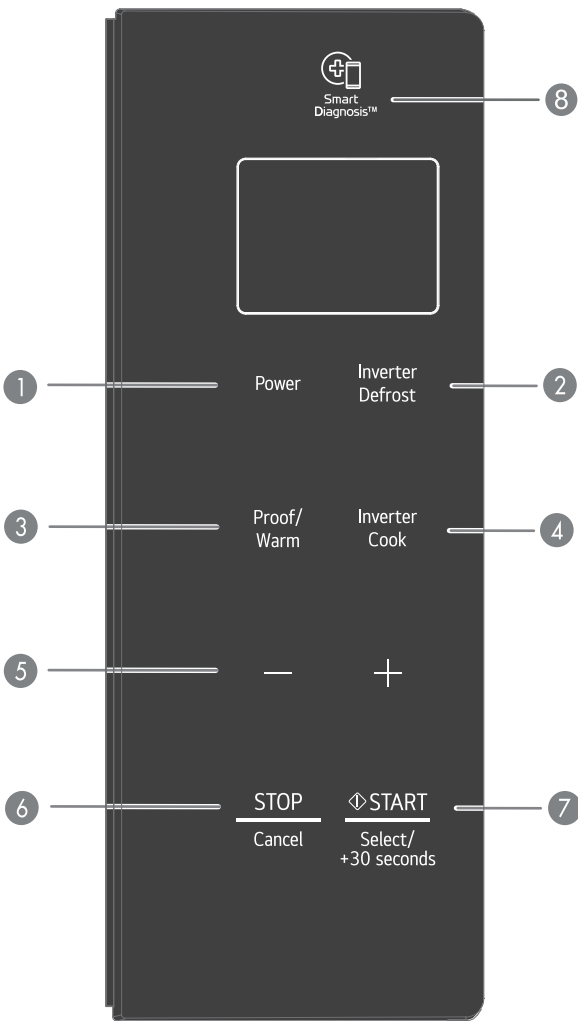 Smart
Diagnosis™
8
1
Power
Inverter
Defrost
2
3
Proof/
Warm
Inverter
Cook
4
5
−
+
6
STOP
Cancel
START
Select/
+30 seconds
7